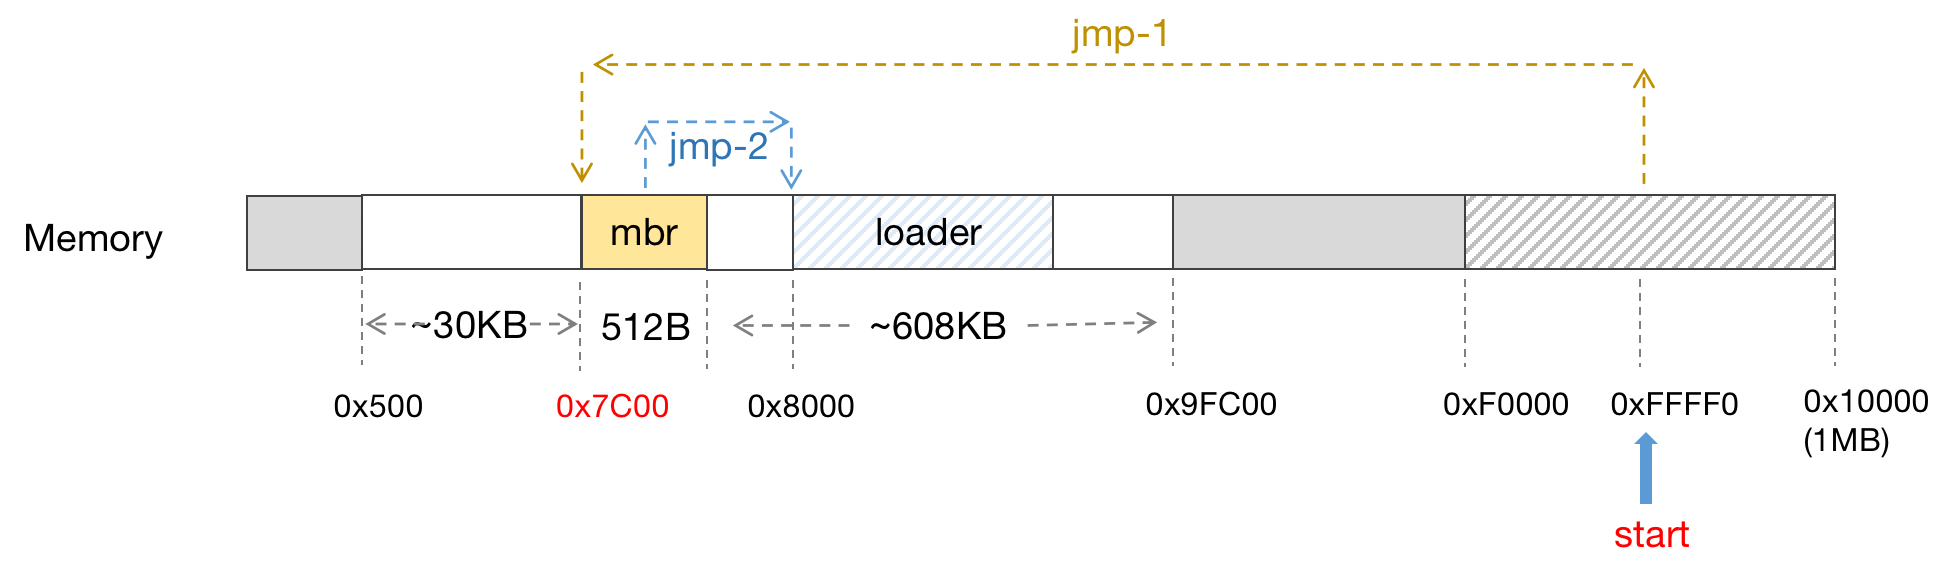 jmp-1
jmp-2
Memory
mbr
loader
~30KB
512B
~608KB
0x500
0x7C00
0x8000
0x9FC00
0xF0000
0xFFFF0
0x10000
(1MB)
start